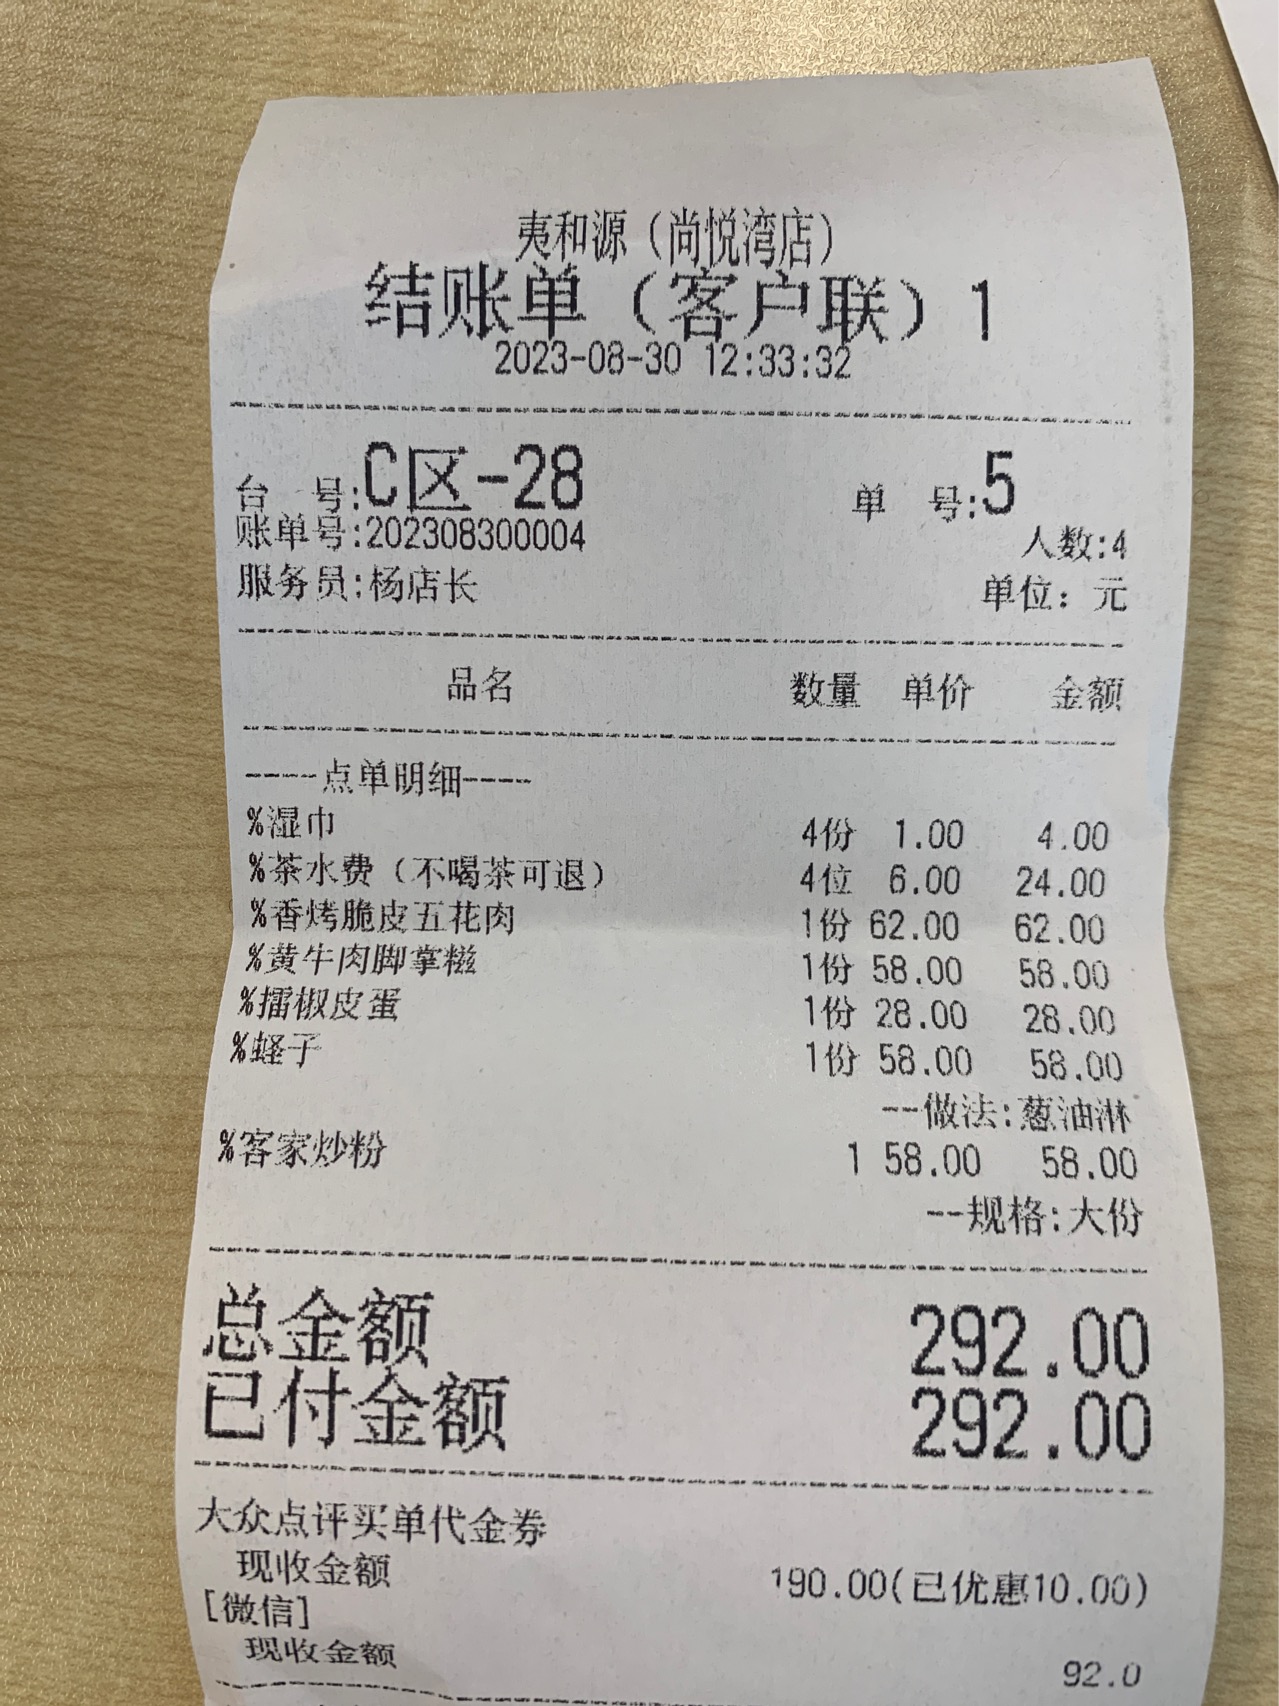 夷和源（尚悦湾店）
结账单（客户联）1
2023-08-30 12:33:32
台 号:C区-28 单 号:5
账单号:202308300004 人数:4
服务员:杨店长 单位：元
品名 数量 单价 金额
----点单明细----
%湿巾 4份 1.00 4.00
%茶水费（不喝茶可退） 4位 6.00 24.00
%香烤脆皮五花肉 1份 62.00 62.00
%黄牛肉脚掌糍 1份 58.00 58.00
%擂椒皮蛋 1份 28.00 28.00
%蛏子 1份 58.00 58.00
--做法:葱油淋
%客家炒粉 1 58.00 58.00
--规格:大份
总金额 292.00
已付金额 292.00
大众点评买单代金券
现收金额 190.00(已优惠10.00)
[微信]
现收金额 92.0